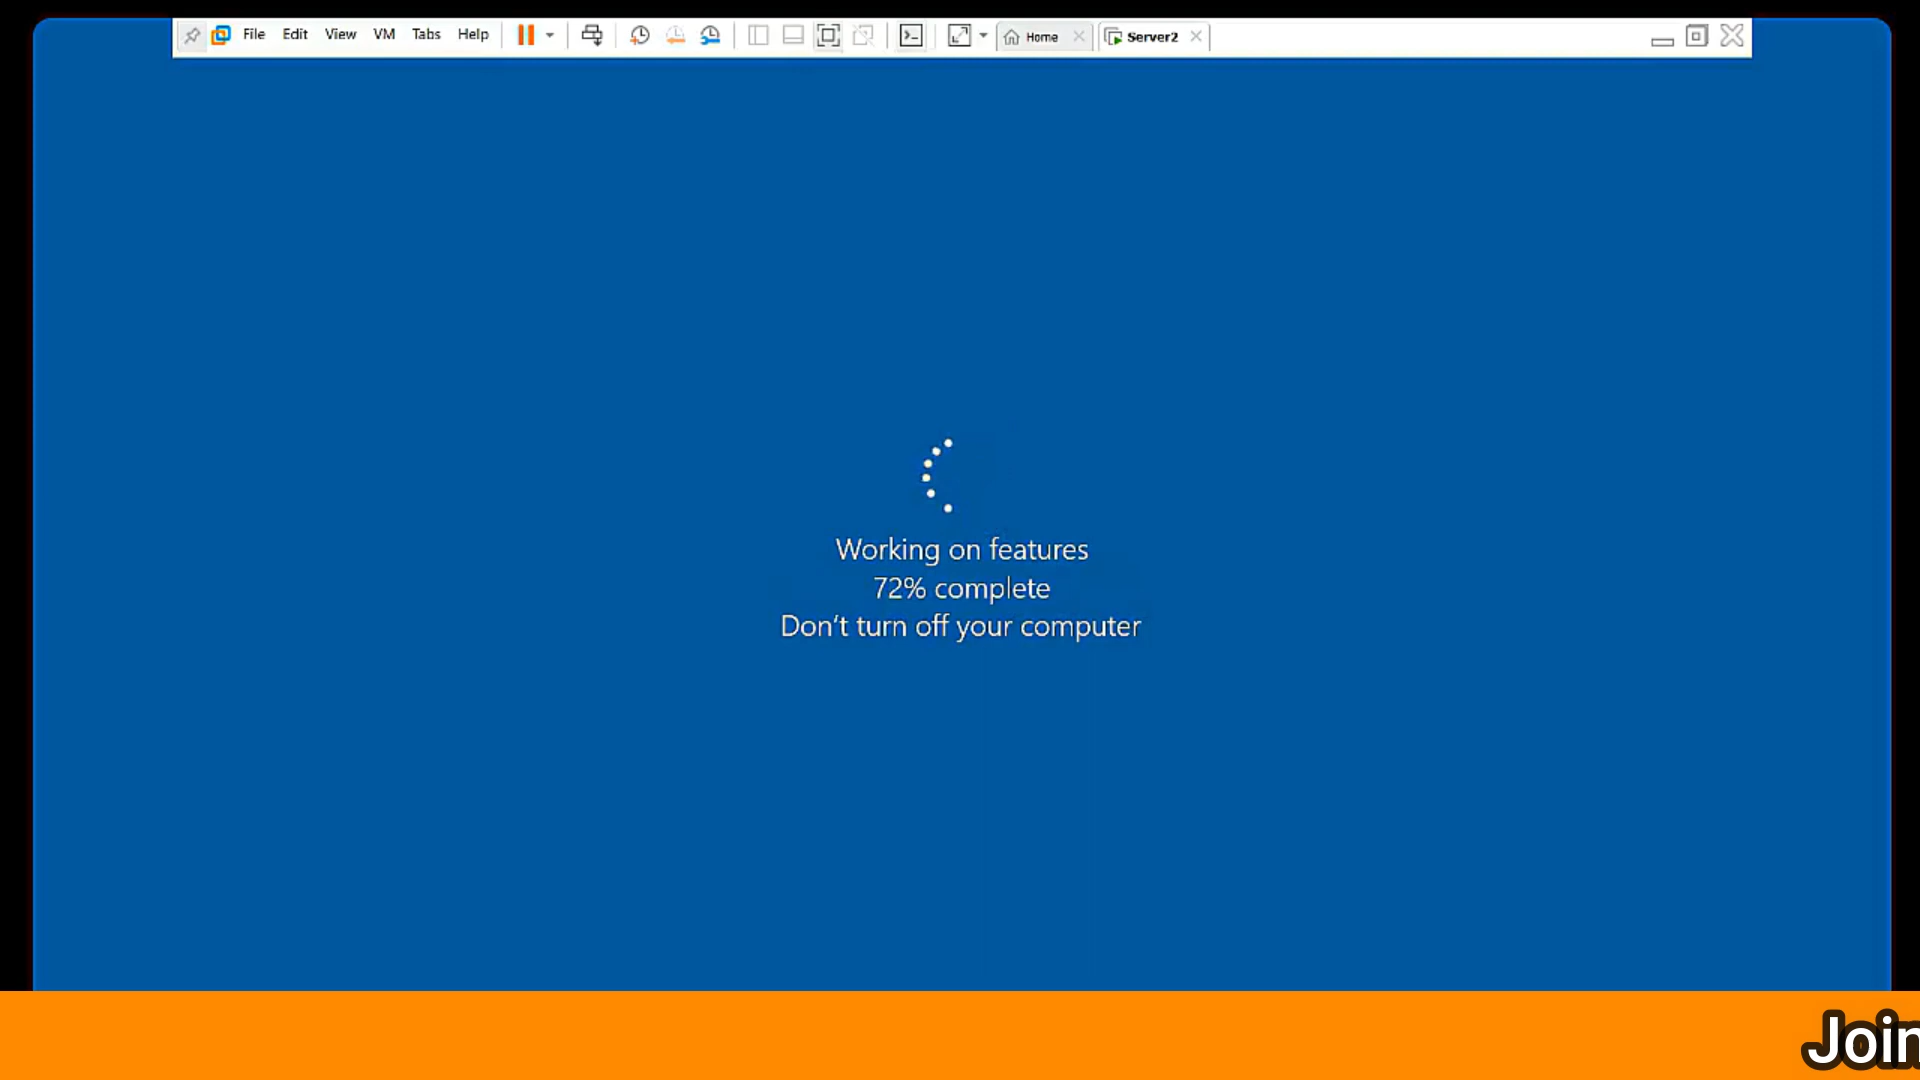 File Edit View VM Tabs Help Home Server2
Working on features
72% complete
Don't turn off your computer
Join